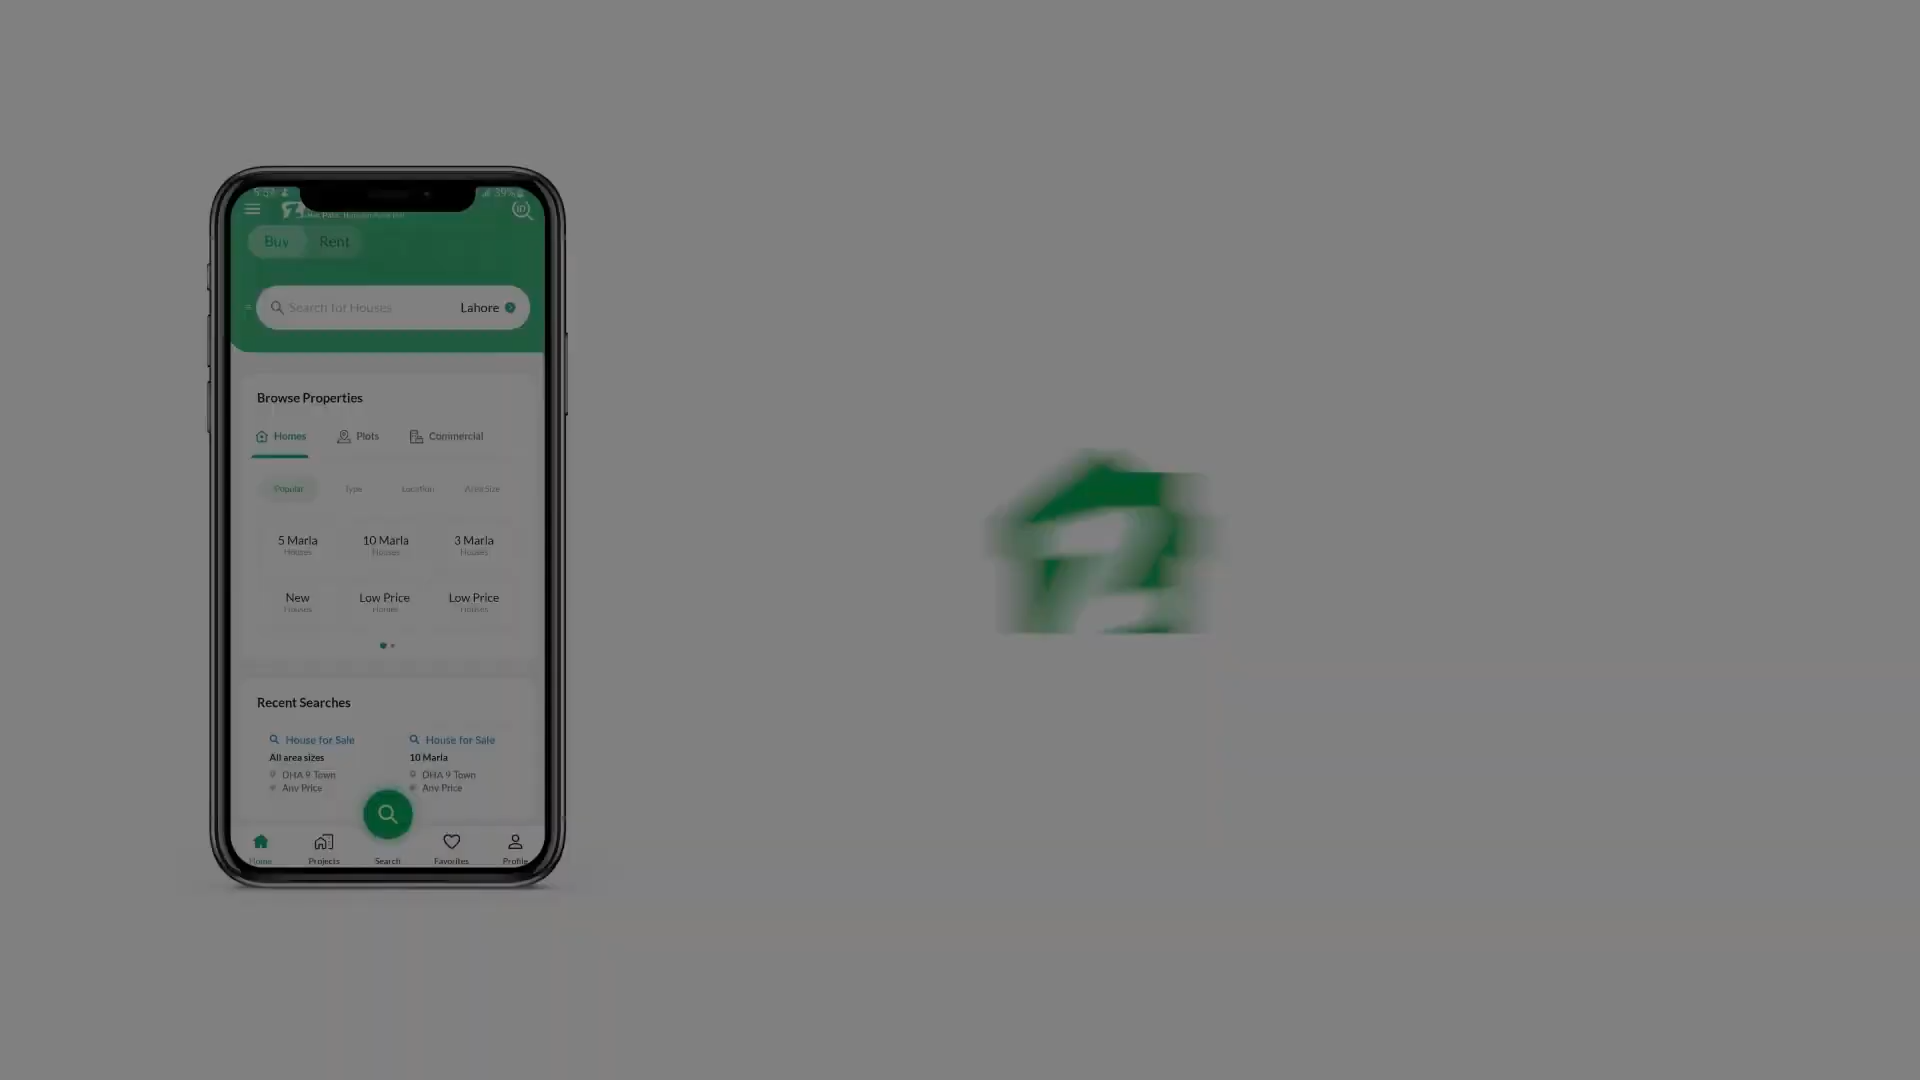 Buy Rent
Search for Houses Lahore
Browse Properties
Homes Plots Commercial
Popular Type Location Area Size
5 Marla 10 Marla 3 Marla
Houses Houses Houses
New Low Price Low Price
Houses Homes Houses
Recent Searches
House for Sale House for Sale
All area sizes 10 Marla
DHA 9 Town DHA 9 Town
Any Price Any Price
Home Projects Search Favorites Profile